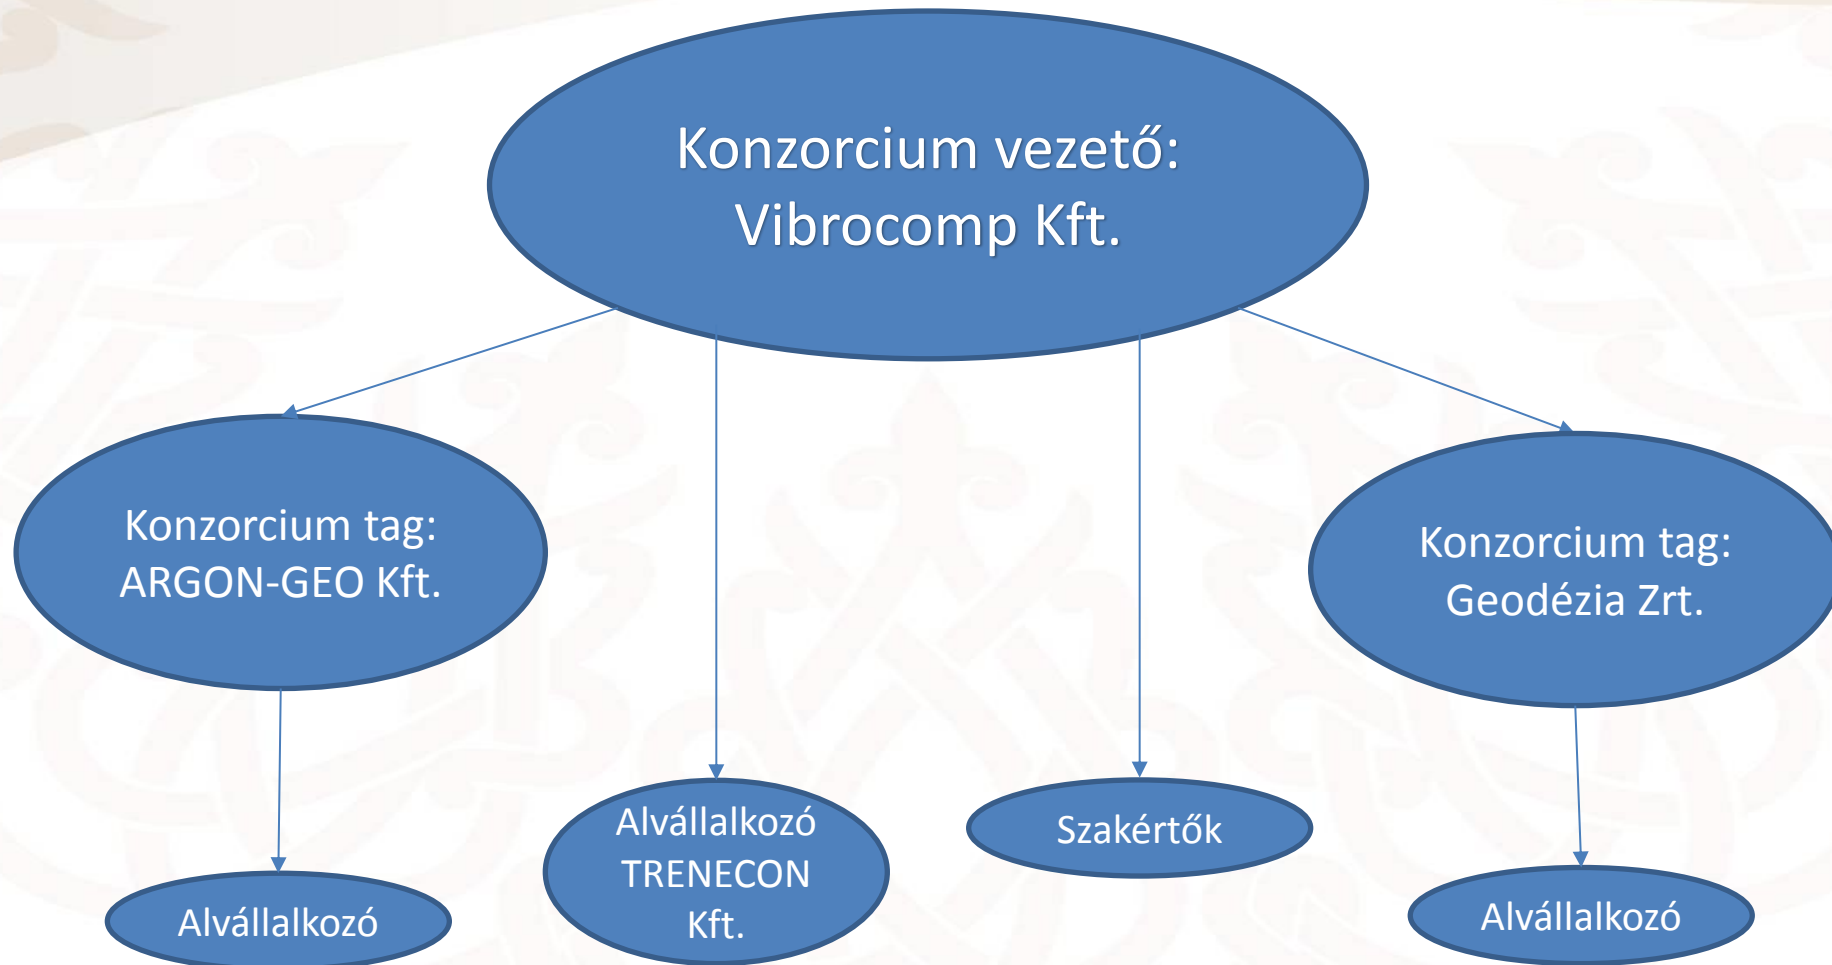 Konzorcium vezető:
Vibrocomp Kft.
Konzorcium tag:
ARGON-GEO Kft.
Konzorcium tag:
Geodézia Zrt.
Alvállalkozó
Alvállalkozó
TRENECON
Kft.
Szakértők
Alvállalkozó